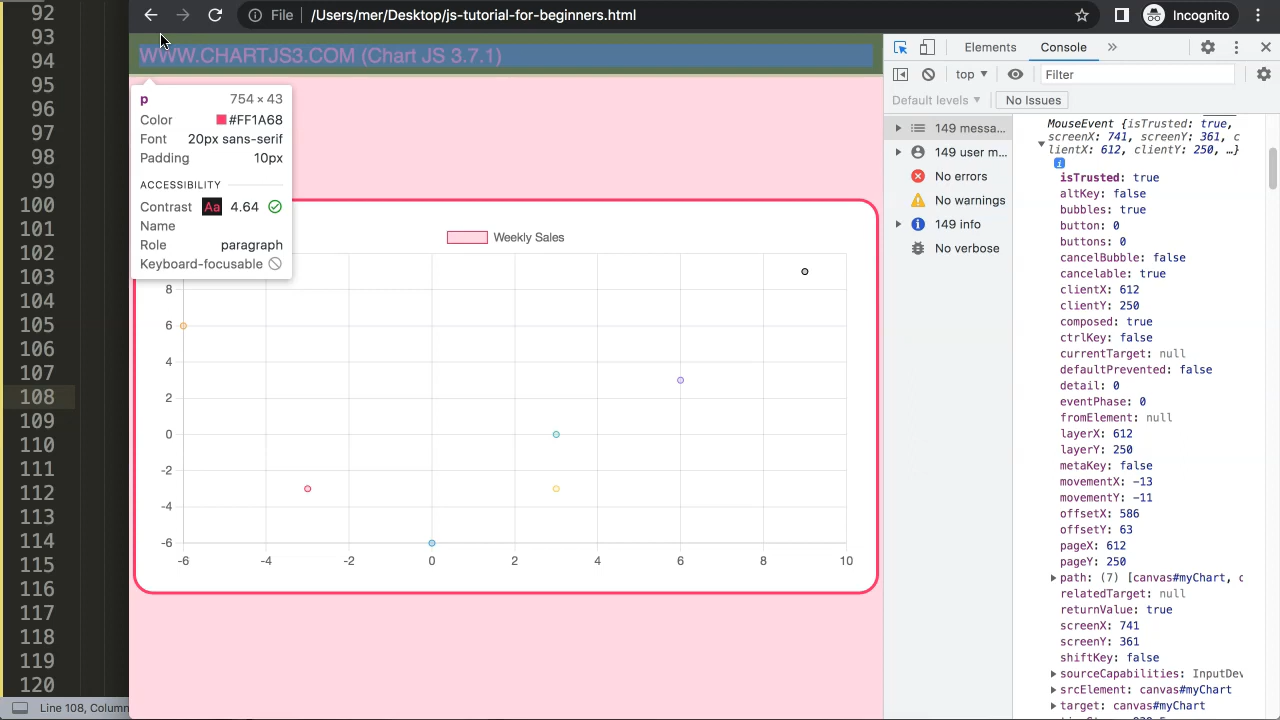 92
93
94
95
96
97
98
99
100
101
102
103
104
105
106
107
108
109
110
111
112
113
114
115
116
117
118
119
120
Line 108, Column
File /Users/mer/Desktop/js-tutorial-for-beginners.html Incognito
WWW.CHARTJS3.COM (Chart JS 3.7.1)
p 754 × 43
Color #FF1A68
Font 20px sans-serif
Padding 10px
ACCESSIBILITY
Contrast Aa 4.64
Name
Role paragraph
Keyboard-focusable
Weekly Sales
8
6
4
2
0
-2
-4
-6
-6 -4 -2 0 2 4 6 8 10
Elements Console
top Filter
Default levels No Issues
149 messa...
149 user m...
No errors
No warnings
149 info
No verbose
MouseEvent {isTrusted: true,
screenX: 741, screenY: 361, c
lientX: 612, clientY: 250, …}
isTrusted: true
altKey: false
bubbles: true
button: 0
buttons: 0
cancelBubble: false
cancelable: true
clientX: 612
clientY: 250
composed: true
ctrlKey: false
currentTarget: null
defaultPrevented: false
detail: 0
eventPhase: 0
fromElement: null
layerX: 612
layerY: 250
metaKey: false
movementX: -13
movementY: -11
offsetX: 586
offsetY: 63
pageX: 612
pageY: 250
path: (7) [canvas#myChart, c
relatedTarget: null
returnValue: true
screenX: 741
screenY: 361
shiftKey: false
sourceCapabilities: InputDev
srcElement: canvas#myChart
target: canvas#myChart